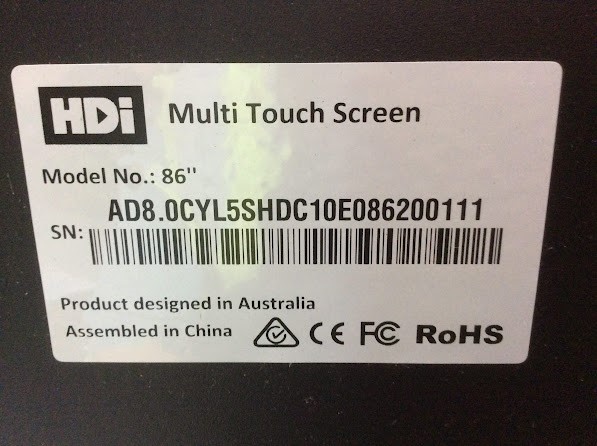 HDi Multi Touch Screen
Model No.: 86"
AD8.0CYL5SHDC10E086200111
SN:
Product designed in Australia
Assembled in China CE FC RoHS